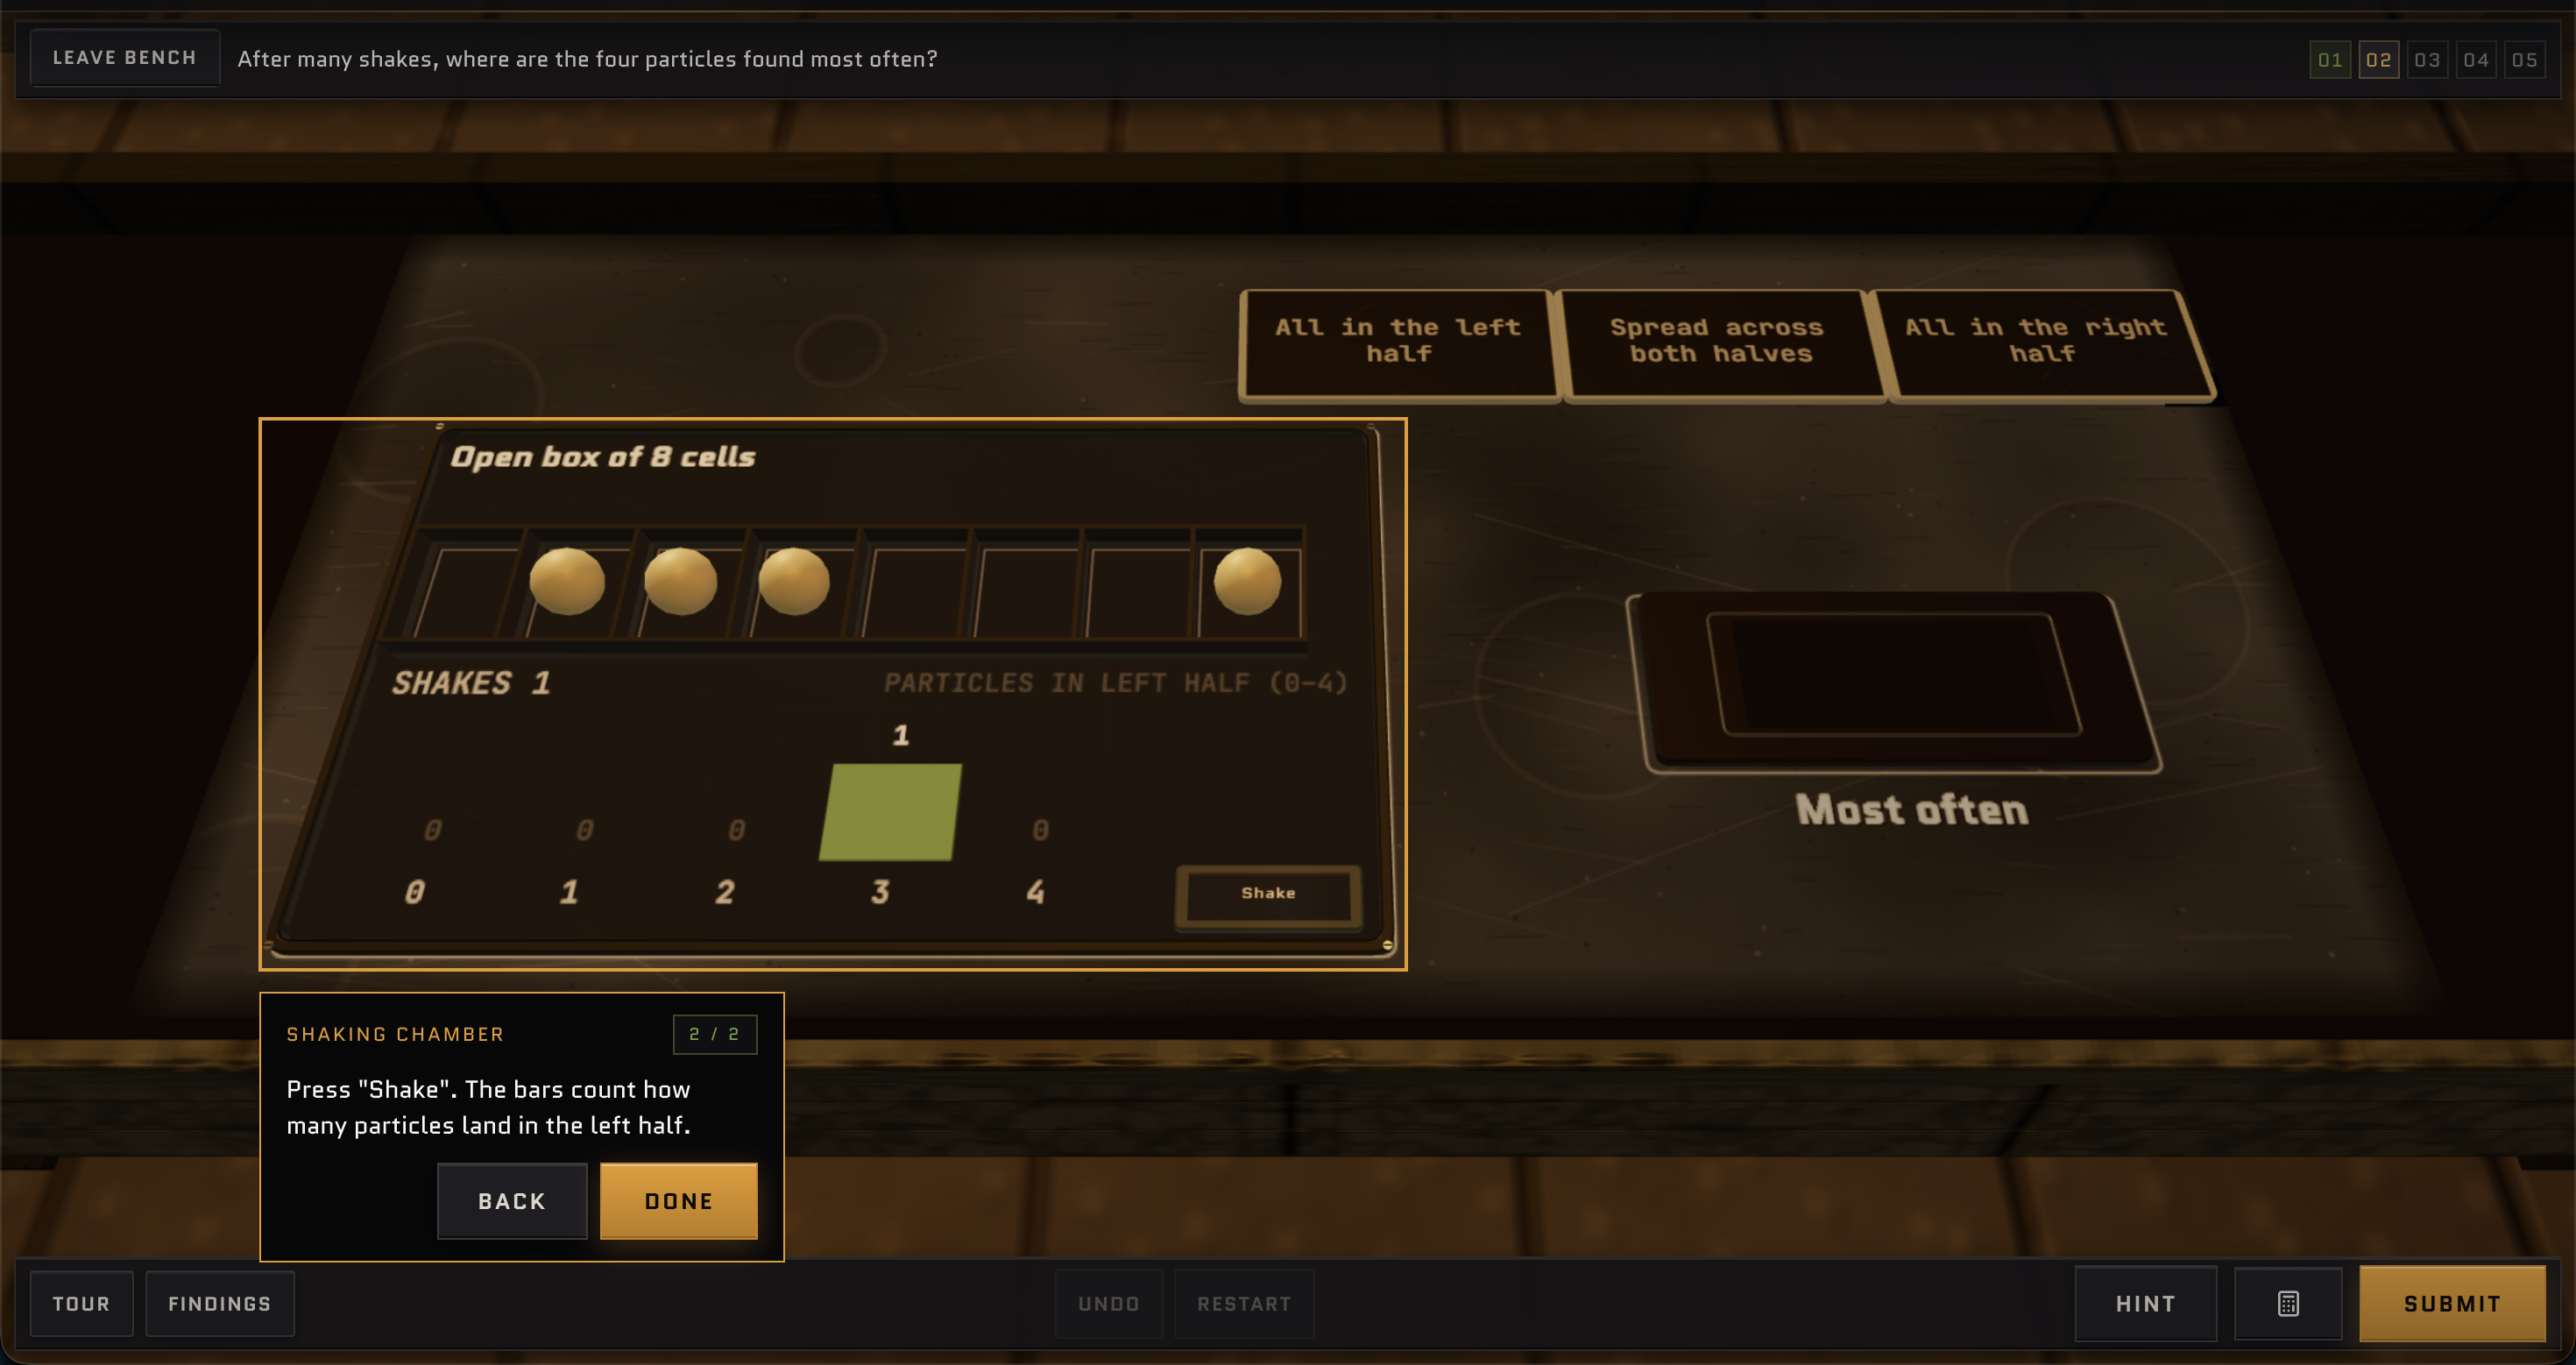 LEAVE BENCH
After many shakes, where are the four particles found most often?
01 02 03 04 05
All in the left
half
Spread across
both halves
All in the right
half
Open box of 8 cells
SHAKES 1
PARTICLES IN LEFT HALF (0–4)
1
0 0 0 0
0 1 2 3 4
Shake
Most often
SHAKING CHAMBER
2 / 2
Press "Shake". The bars count how
many particles land in the left half.
BACK
DONE
TOUR
FINDINGS
UNDO
RESTART
HINT
SUBMIT